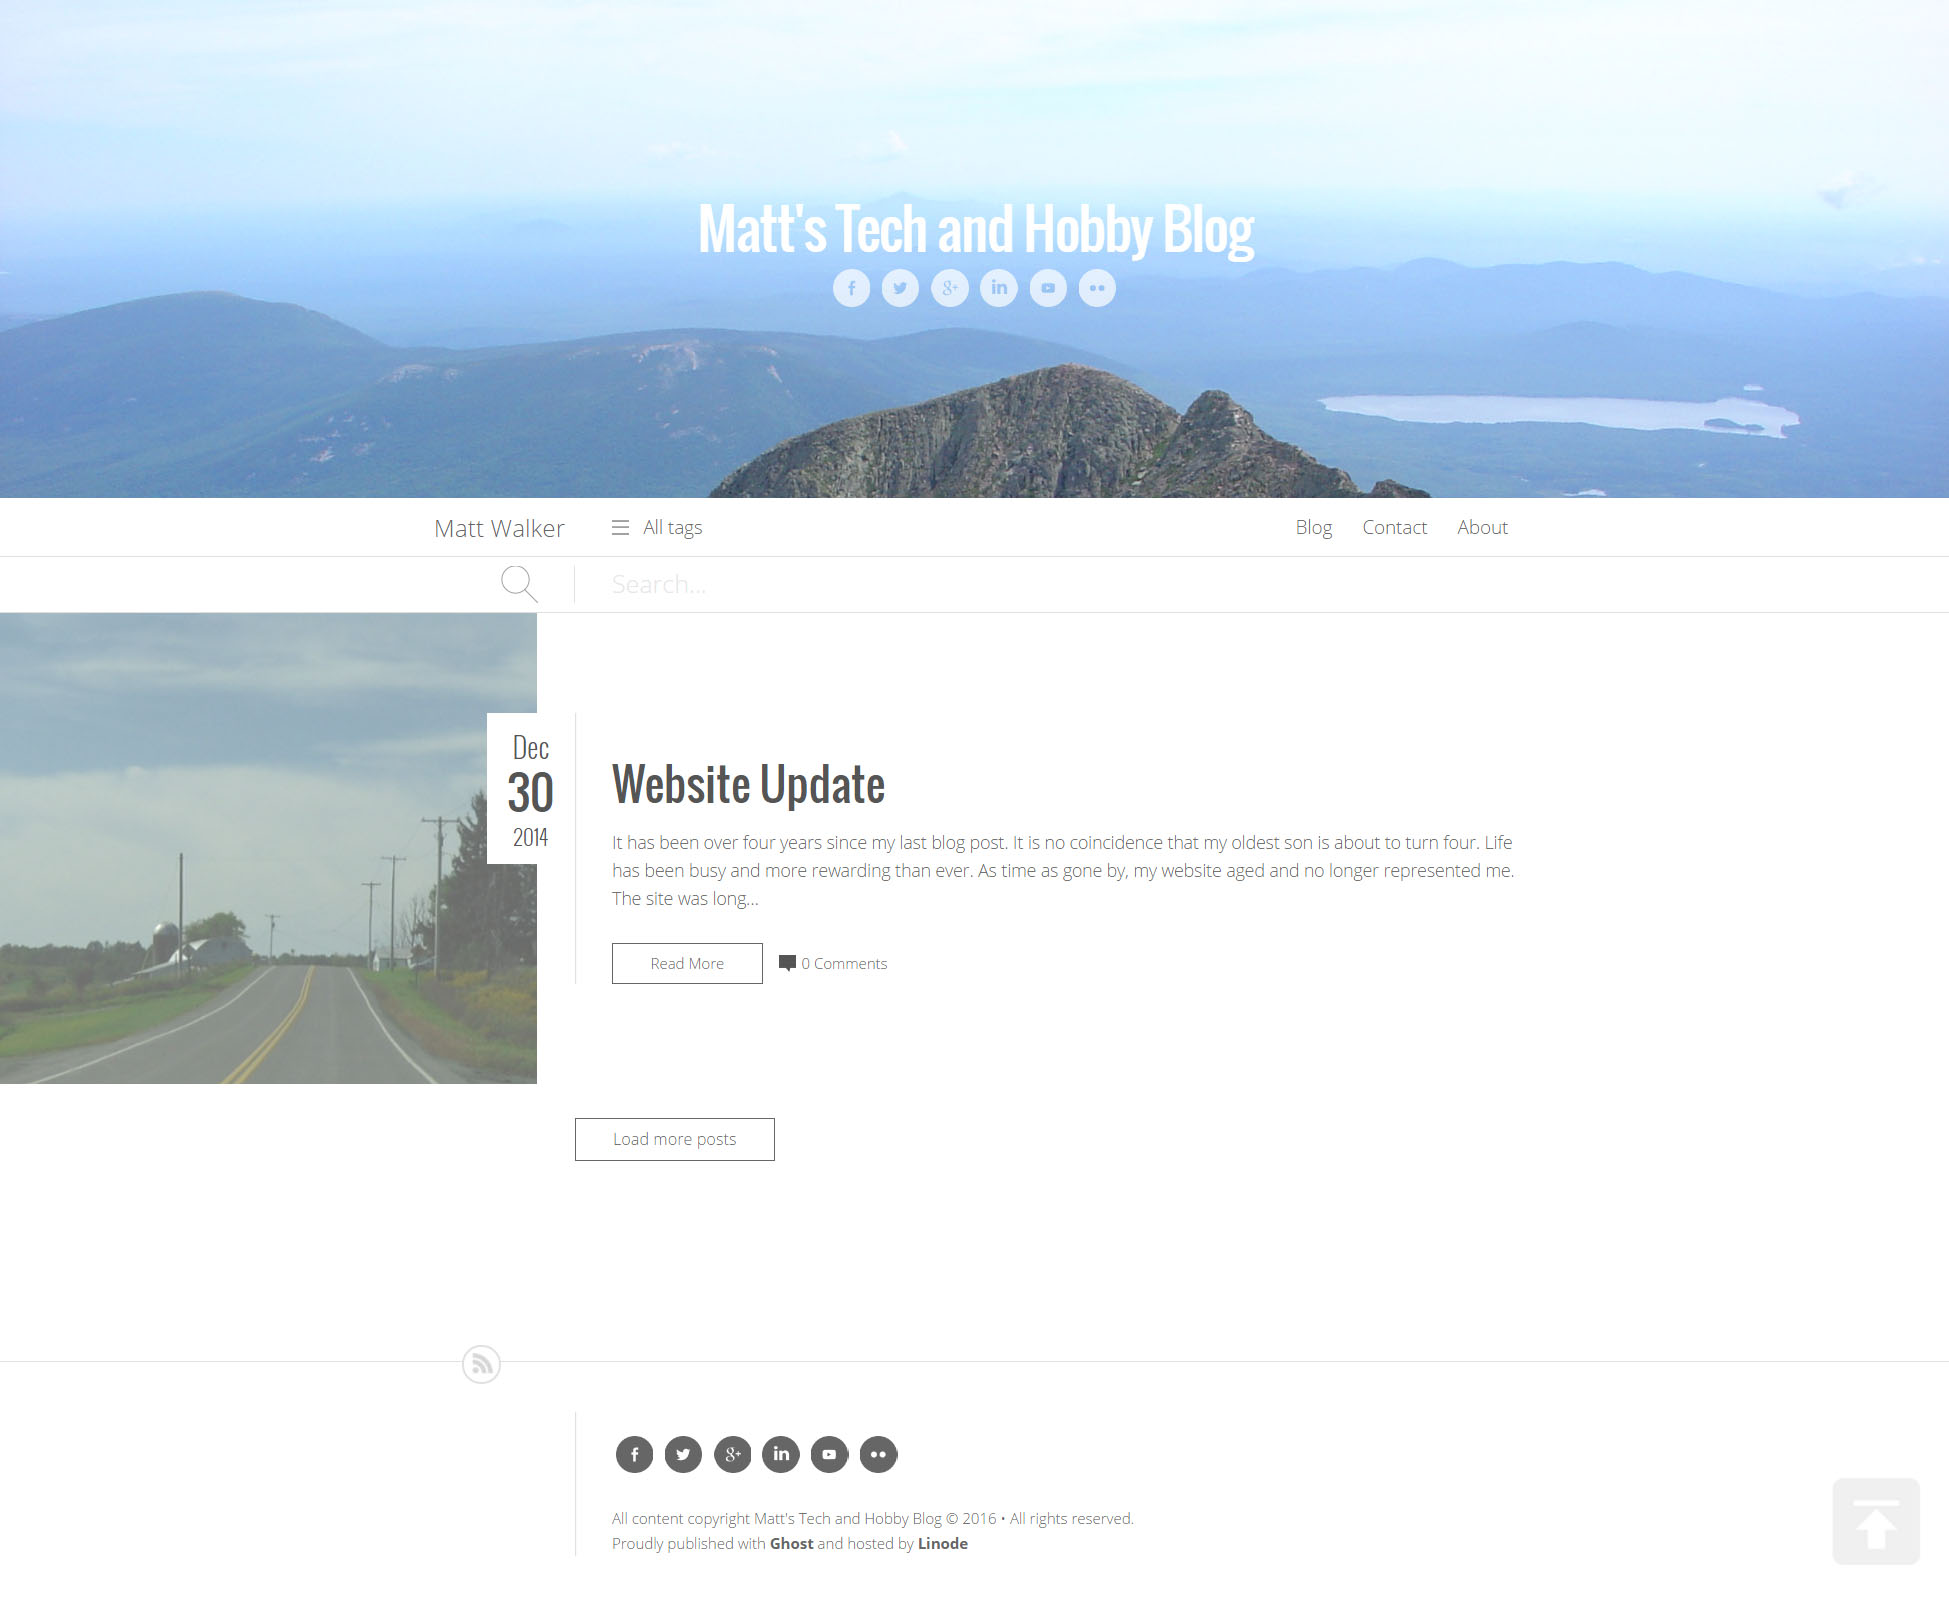 Matt's Tech and Hobby Blog
Matt Walker
All tags
Blog
Contact
About
Search...
Dec
30
2014
Website Update
It has been over four years since my last blog post. It is no coincidence that my oldest son is about to turn four. Life
has been busy and more rewarding than ever. As time as gone by, my website aged and no longer represented me.
The site was long...
Read More
0 Comments
Load more posts
All content copyright Matt's Tech and Hobby Blog © 2016 • All rights reserved.
Proudly published with Ghost and hosted by Linode